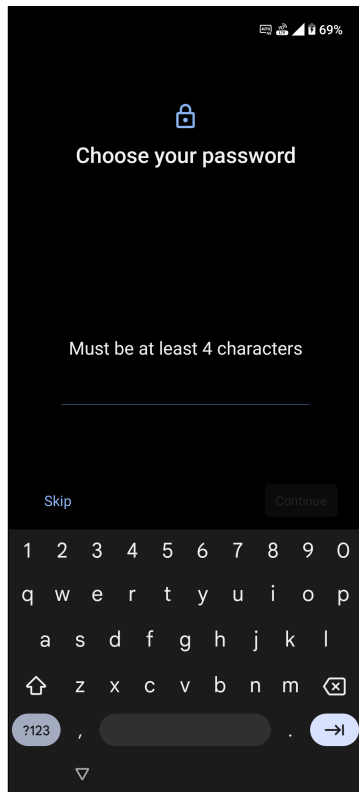 69%
Choose your password
Must be at least 4 characters
Skip
Continue
1 2 3 4 5 6 7 8 9 0
q w e r t y u i o p
a s d f g h j k l
z x c v b n m
?123 , .